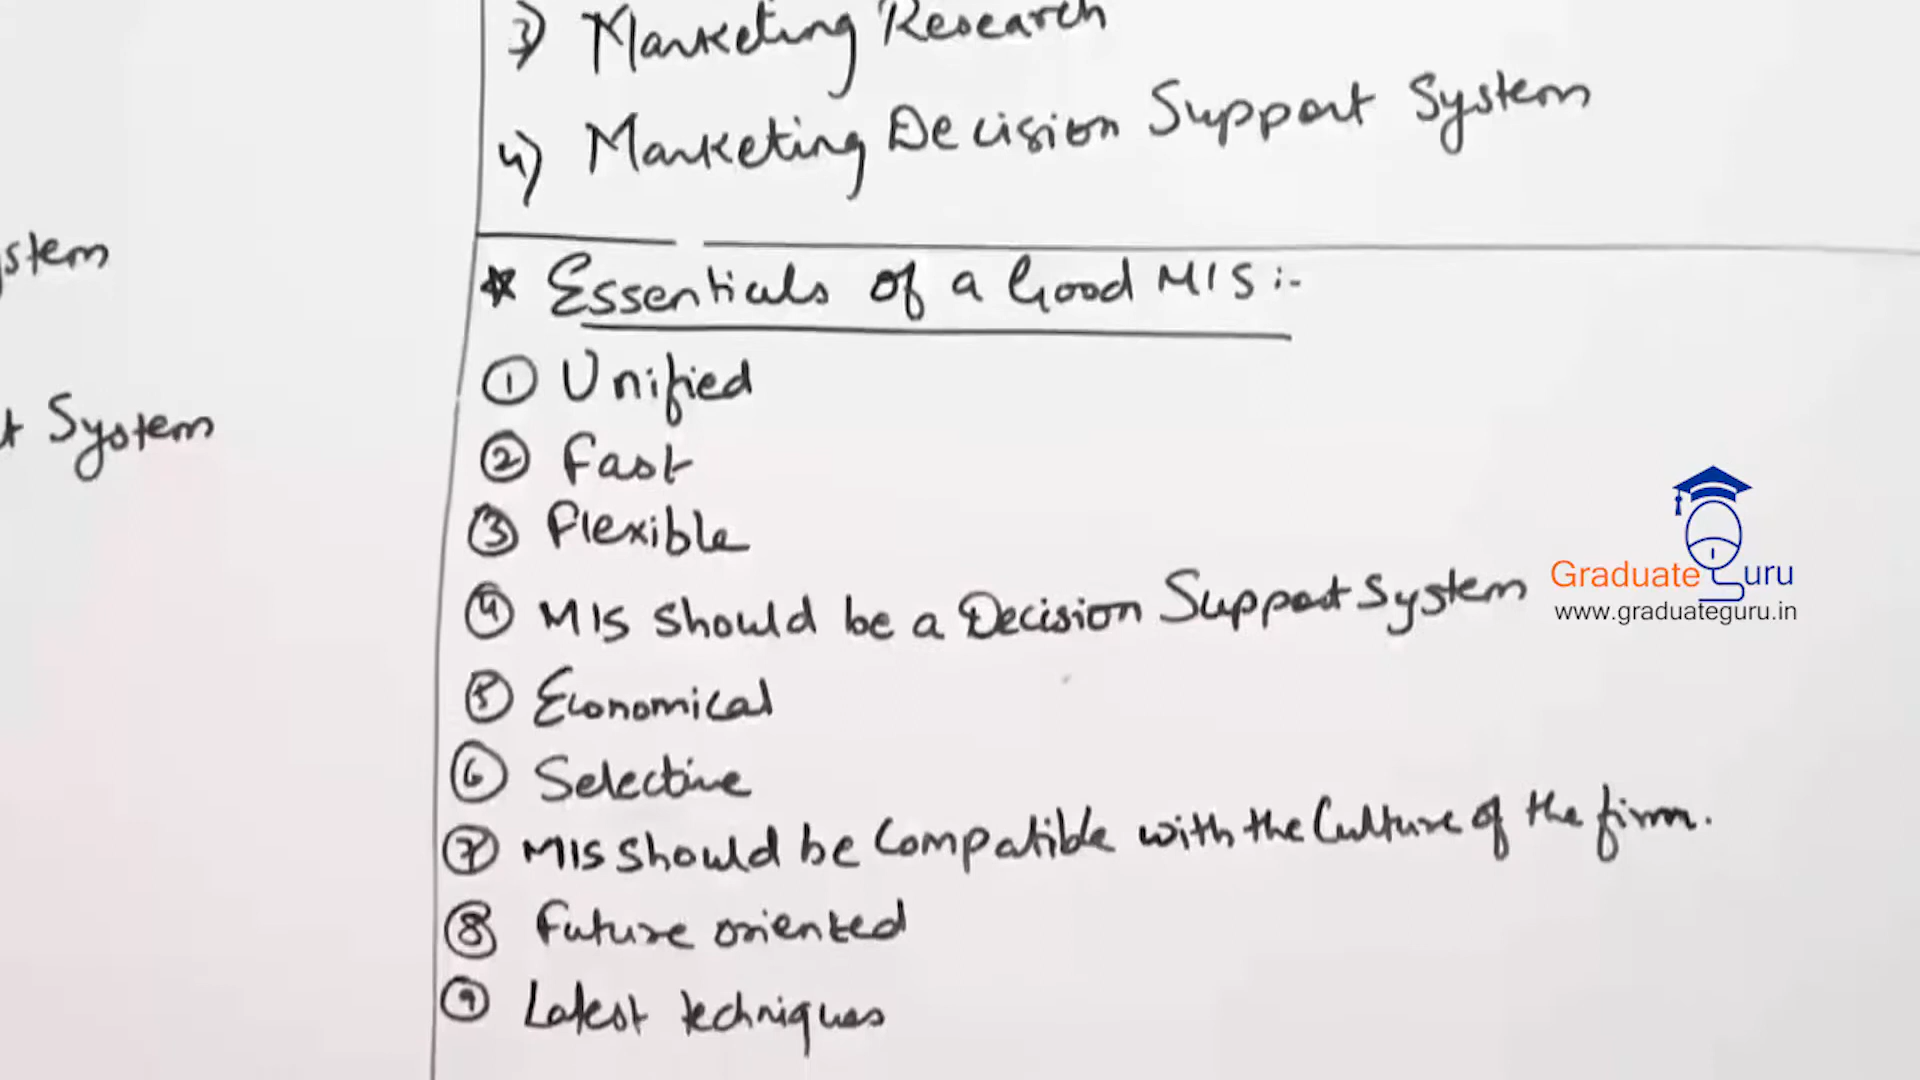 3) Marketing Research
4) Marketing Decision Support System
stem
t System
* Essentials of a Good MIS :-
① Unified
② Fast
③ Flexible
④ MIS should be a Decision Support System
⑤ Economical
⑥ Selective
⑦ MIS should be Compatible with the Culture of the firm.
⑧ Future oriented
⑨ Latest techniques
Graduate Guru
www.graduateguru.in